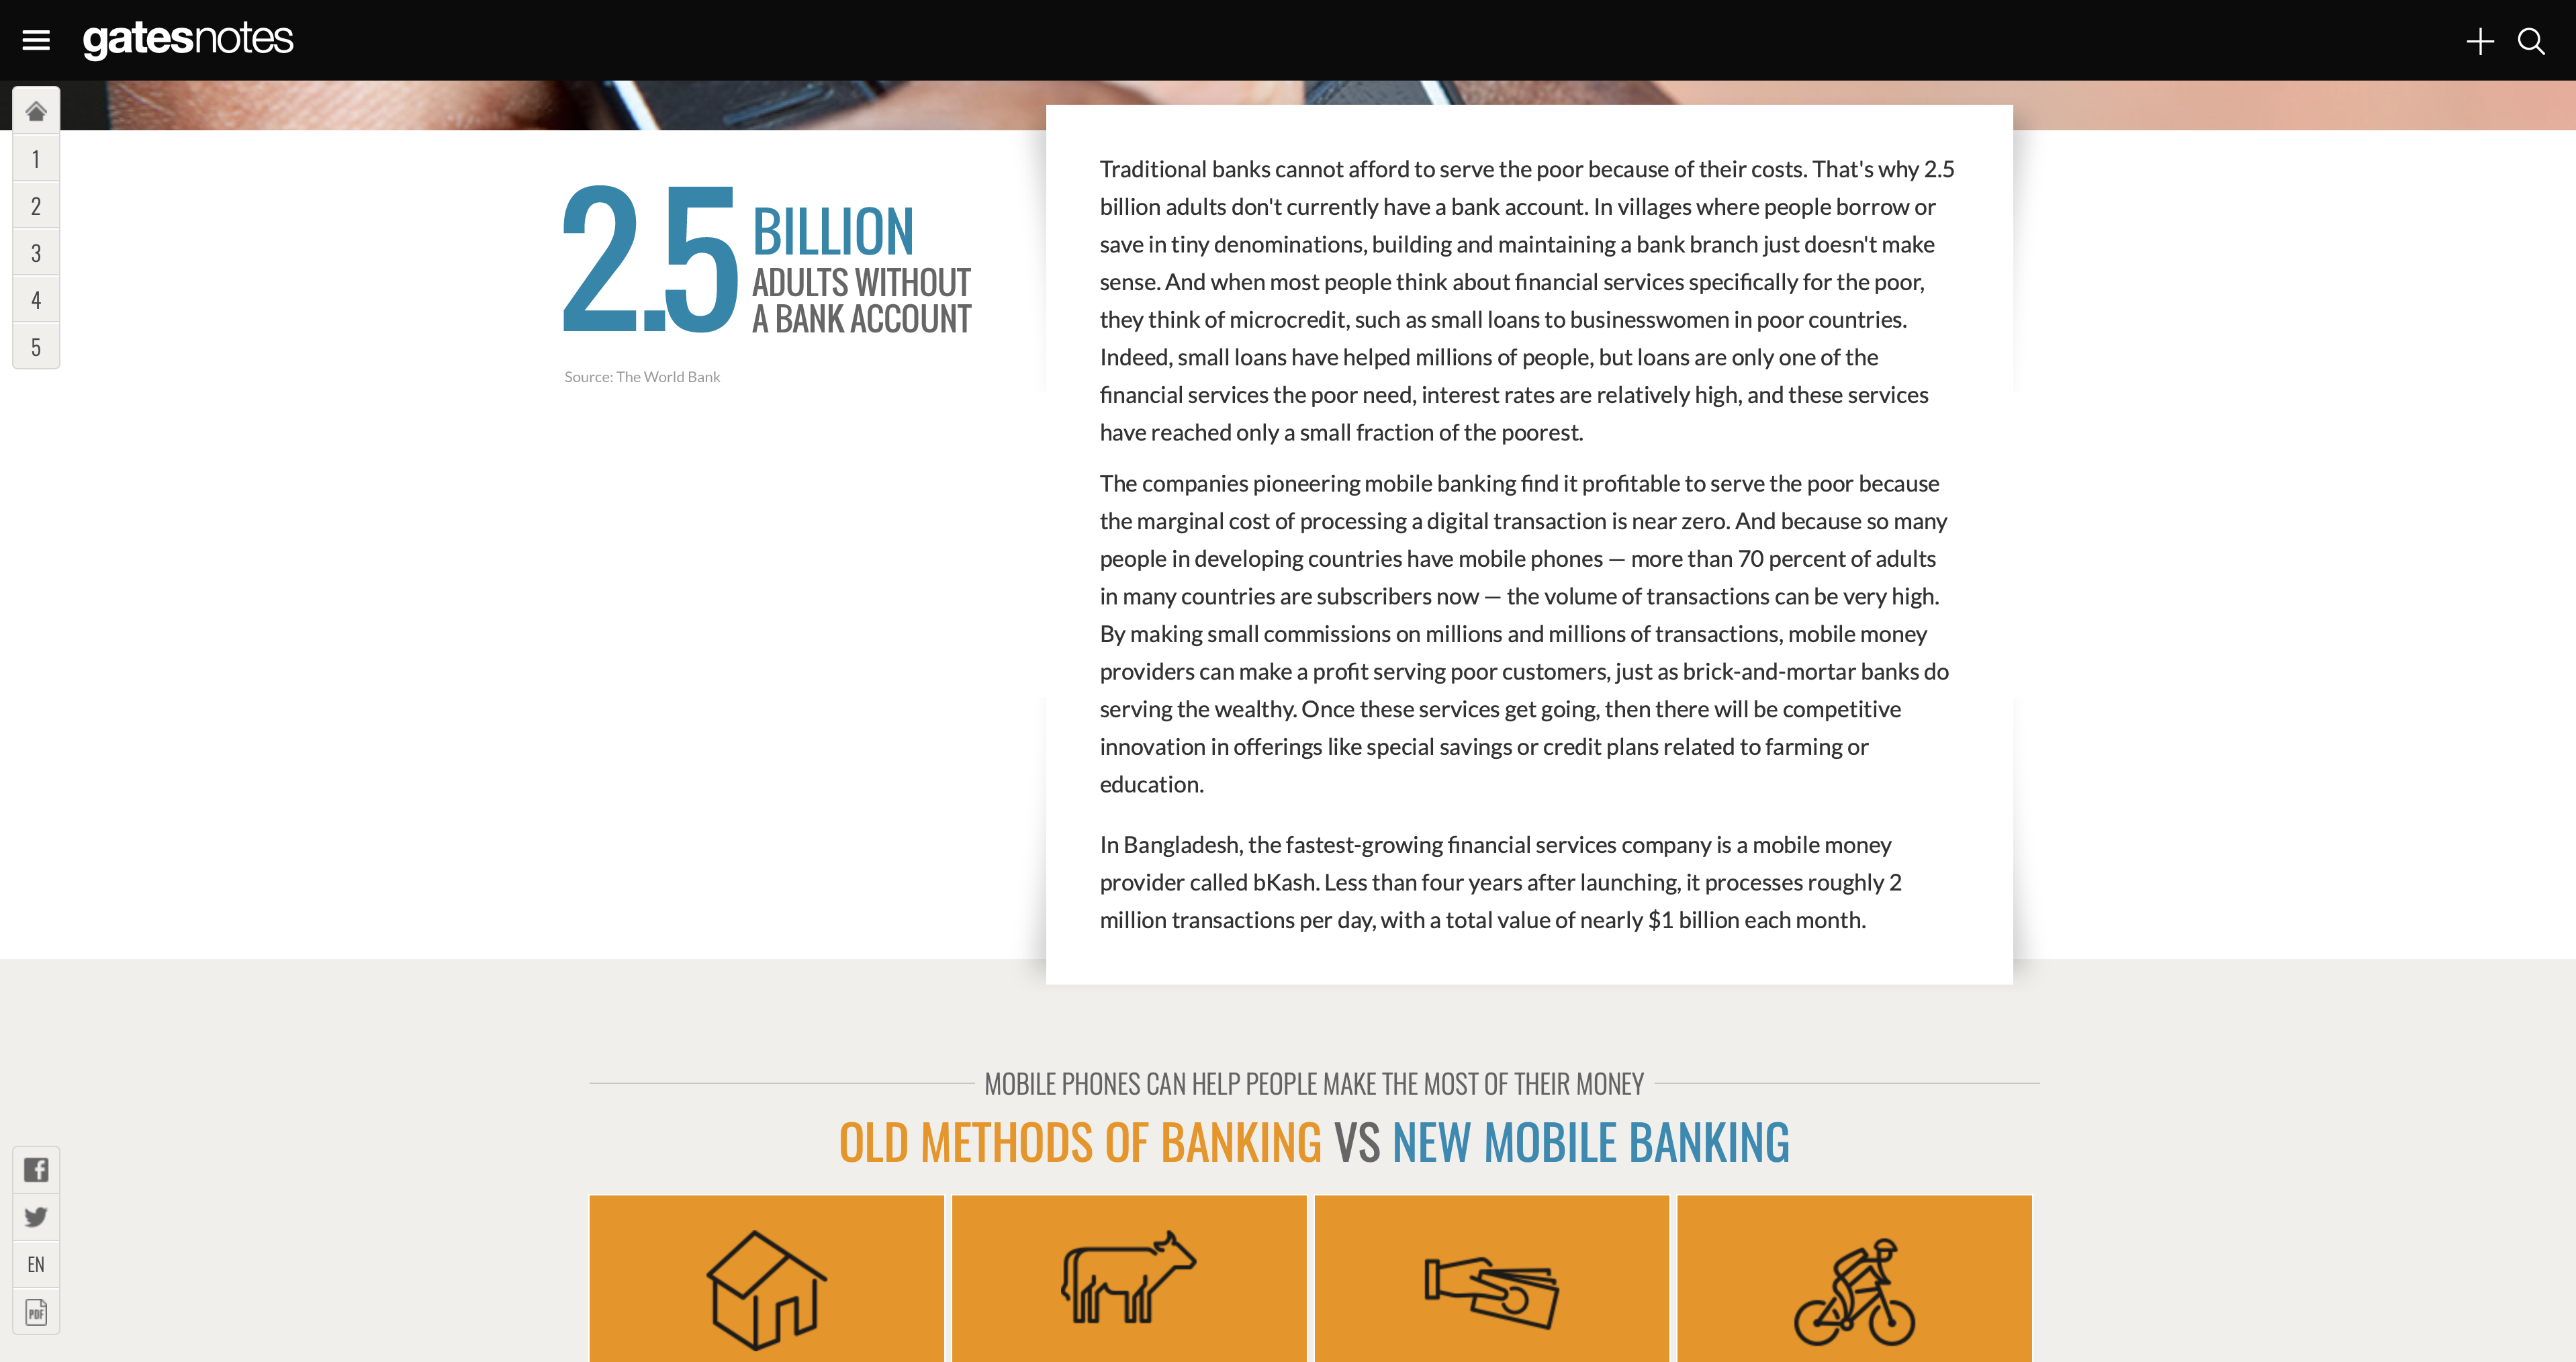 gatesnotes
1
2
3
4
5
2.5 BILLION
ADULTS WITHOUT
A BANK ACCOUNT
Source: The World Bank
Traditional banks cannot afford to serve the poor because of their costs. That's why 2.5
billion adults don't currently have a bank account. In villages where people borrow or
save in tiny denominations, building and maintaining a bank branch just doesn't make
sense. And when most people think about financial services specifically for the poor,
they think of microcredit, such as small loans to businesswomen in poor countries.
Indeed, small loans have helped millions of people, but loans are only one of the
financial services the poor need, interest rates are relatively high, and these services
have reached only a small fraction of the poorest.
The companies pioneering mobile banking find it profitable to serve the poor because
the marginal cost of processing a digital transaction is near zero. And because so many
people in developing countries have mobile phones — more than 70 percent of adults
in many countries are subscribers now — the volume of transactions can be very high.
By making small commissions on millions and millions of transactions, mobile money
providers can make a profit serving poor customers, just as brick-and-mortar banks do
serving the wealthy. Once these services get going, then there will be competitive
innovation in offerings like special savings or credit plans related to farming or
education.
In Bangladesh, the fastest-growing financial services company is a mobile money
provider called bKash. Less than four years after launching, it processes roughly 2
million transactions per day, with a total value of nearly $1 billion each month.
MOBILE PHONES CAN HELP PEOPLE MAKE THE MOST OF THEIR MONEY
OLD METHODS OF BANKING VS NEW MOBILE BANKING
EN
PDF